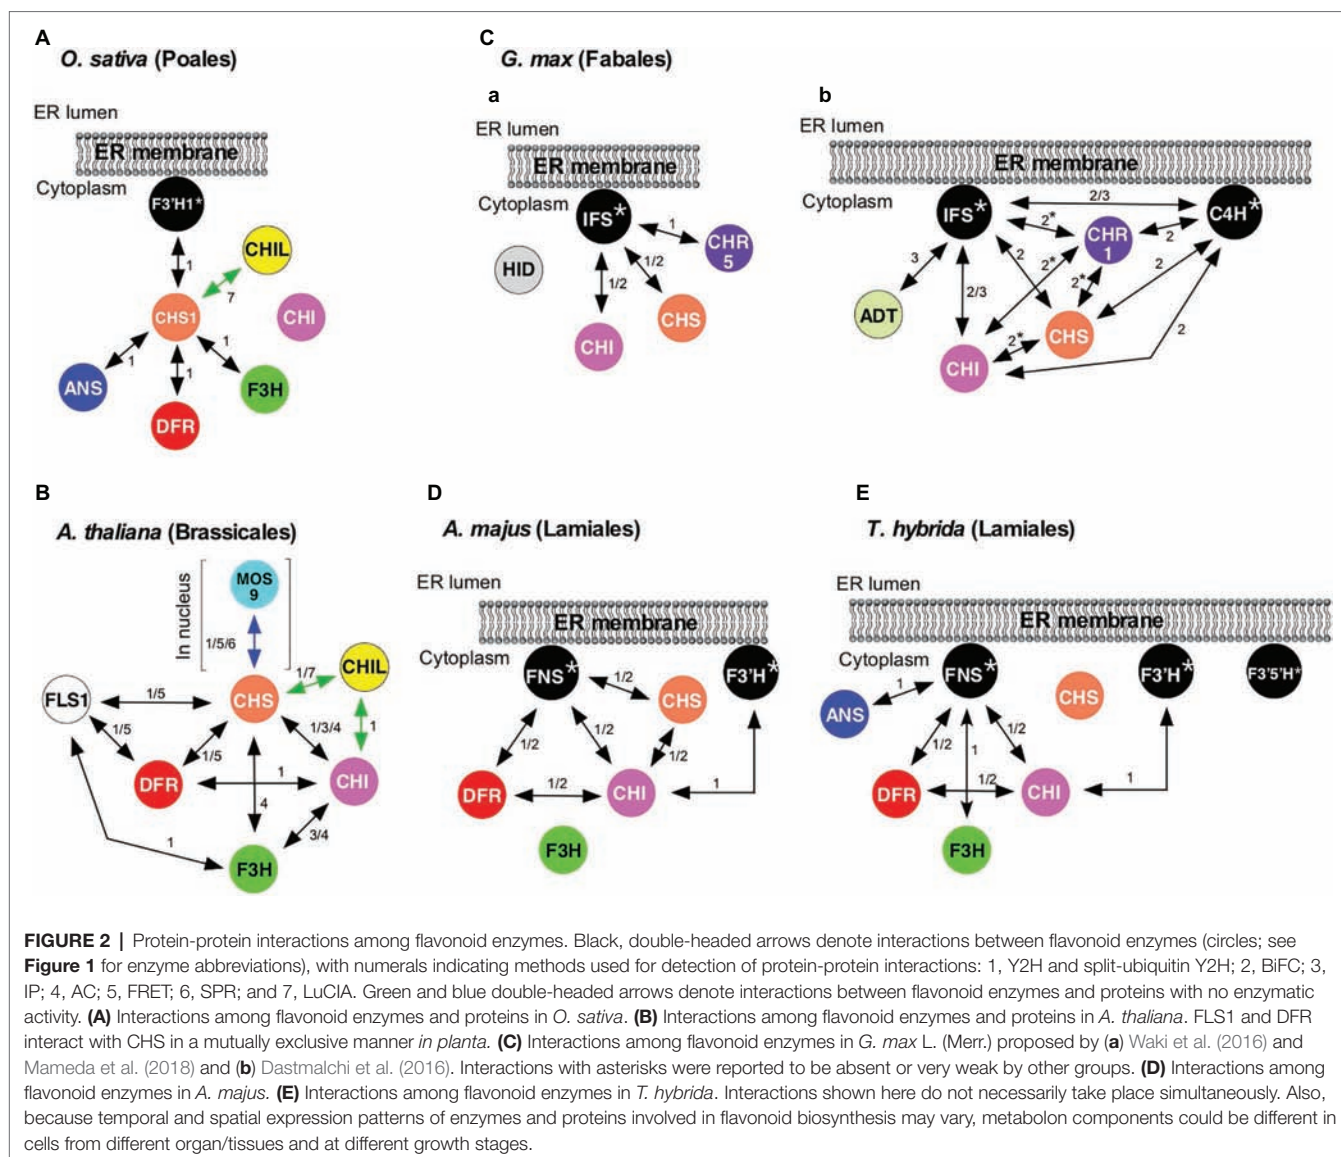 A
O. sativa (Poales)
ER lumen
ER membrane
Cytoplasm
F3'H1*
1
CHIL
7
CHS1
CHI
1
1
1
ANS
F3H
DFR
C
G. max (Fabales)
a
ER lumen
ER membrane
Cytoplasm
IFS*
1
CHR
5
HID
1/2
1/2
CHS
CHI
b
ER lumen
ER membrane
Cytoplasm
IFS*
2/3
C4H*
2*
CHR
1
2
3
2
2*
2
ADT
2/3
2*
CHS
2*
2
CHI
B
A. thaliana (Brassicales)
In nucleus
MOS
9
1/5/6
CHIL
1/7
FLS1
1/5
CHS
1/5
1/3/4
1
1/5
DFR
1
CHI
4
3/4
1
F3H
D
A. majus (Lamiales)
ER lumen
ER membrane
Cytoplasm
FNS*
F3'H*
1/2
CHS
1/2
1/2
1/2
DFR
1/2
CHI
1
F3H
E
T. hybrida (Lamiales)
ER lumen
ER membrane
Cytoplasm
1
FNS*
F3'H*
F3'5'H*
CHS
ANS
1/2
1
1/2
DFR
1/2
CHI
1
F3H
FIGURE 2 | Protein-protein interactions among flavonoid enzymes. Black, double-headed arrows denote interactions between flavonoid enzymes (circles; see
Figure 1 for enzyme abbreviations), with numerals indicating methods used for detection of protein-protein interactions: 1, Y2H and split-ubiquitin Y2H; 2, BiFC; 3,
IP; 4, AC; 5, FRET; 6, SPR; and 7, LuCIA. Green and blue double-headed arrows denote interactions between flavonoid enzymes and proteins with no enzymatic
activity. (A) Interactions among flavonoid enzymes and proteins in O. sativa. (B) Interactions among flavonoid enzymes and proteins in A. thaliana. FLS1 and DFR
interact with CHS in a mutually exclusive manner in planta. (C) Interactions among flavonoid enzymes in G. max L. (Merr.) proposed by (a) Waki et al. (2016) and
Mameda et al. (2018) and (b) Dastmalchi et al. (2016). Interactions with asterisks were reported to be absent or very weak by other groups. (D) Interactions among
flavonoid enzymes in A. majus. (E) Interactions among flavonoid enzymes in T. hybrida. Interactions shown here do not necessarily take place simultaneously. Also,
because temporal and spatial expression patterns of enzymes and proteins involved in flavonoid biosynthesis may vary, metabolon components could be different in
cells from different organ/tissues and at different growth stages.